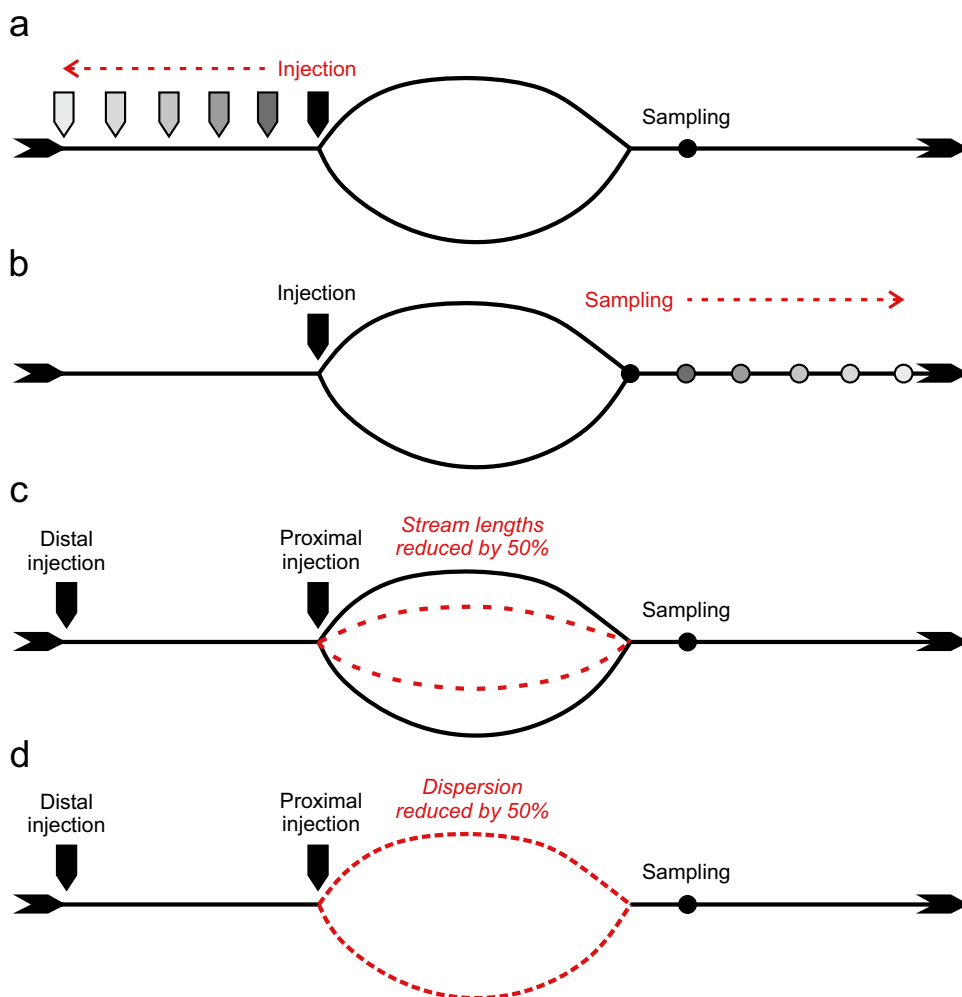 a
Injection
Sampling
b
Injection
Sampling
c
Distal
injection
Proximal
injection
Stream lengths
reduced by 50%
Sampling
d
Distal
injection
Proximal
injection
Dispersion
reduced by 50%
Sampling